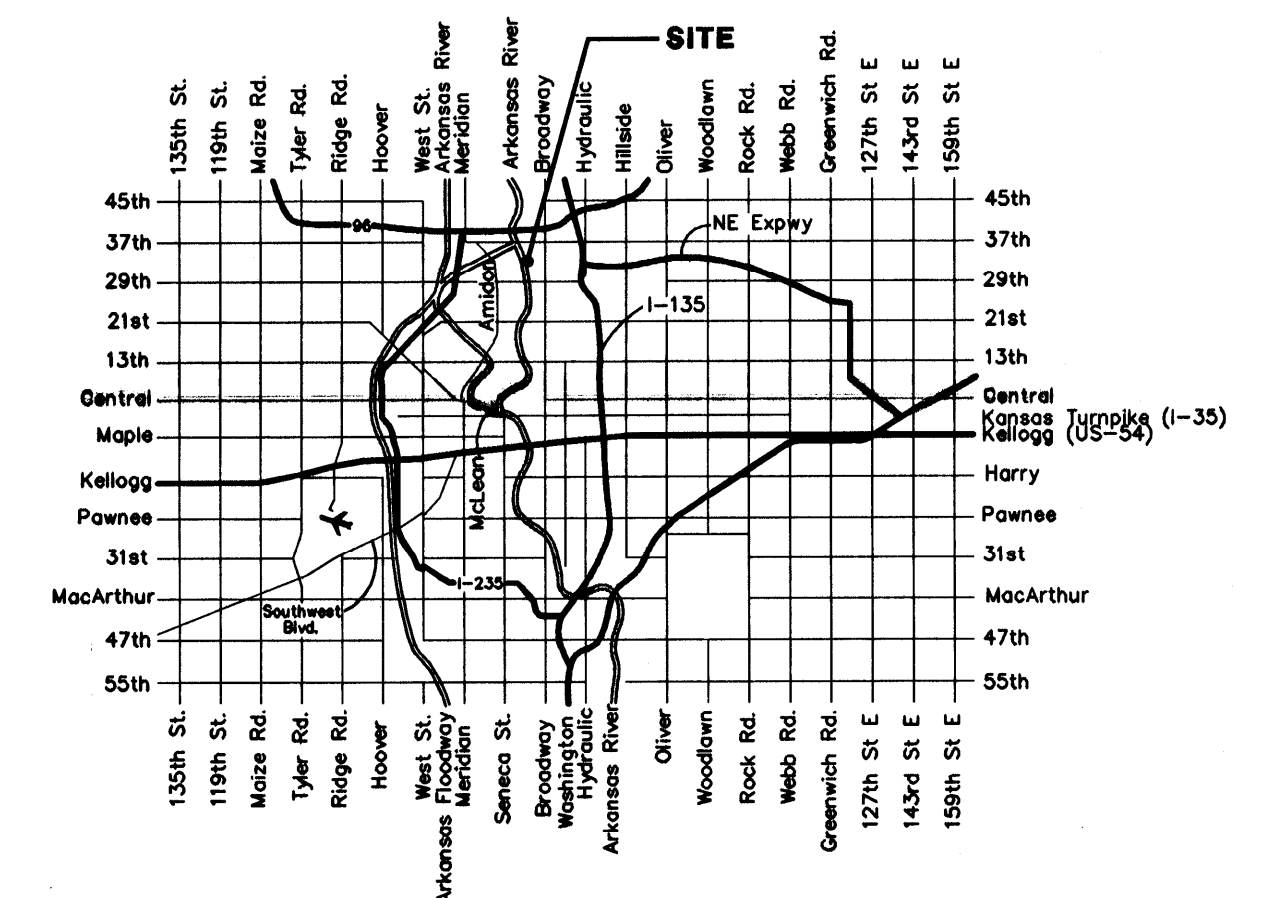 SITE
135th St.
119th St.
Maize Rd.
Tyler Rd.
Ridge Rd.
Hoover
West St.
Arkansas River
Meridian
Arkansas River
Broadway
Hydraulic
Hillside
Oliver
Woodlawn
Rock Rd.
Webb Rd.
Greenwich Rd.
127th St E
143rd St E
159th St E
45th
45th
96
NE Expwy
37th
37th
29th
29th
Amidon
I-135
21st
21st
13th
13th
Central
Central
Kansas Turnpike (I-35)
Maple
Kellogg (US-54)
Kellogg
Harry
McLean
Pawnee
Pawnee
31st
31st
I-235
MacArthur
MacArthur
Southwest
Blvd.
47th
47th
55th
55th
135th St.
119th St.
Maize Rd.
Tyler Rd.
Ridge Rd.
Hoover
West St.
Arkansas Floodway
Meridian
Seneca St.
Broadway
Washington
Hydraulic
Arkansas River
Oliver
Woodlawn
Rock Rd.
Webb Rd.
Greenwich Rd.
127th St E
143rd St E
159th St E